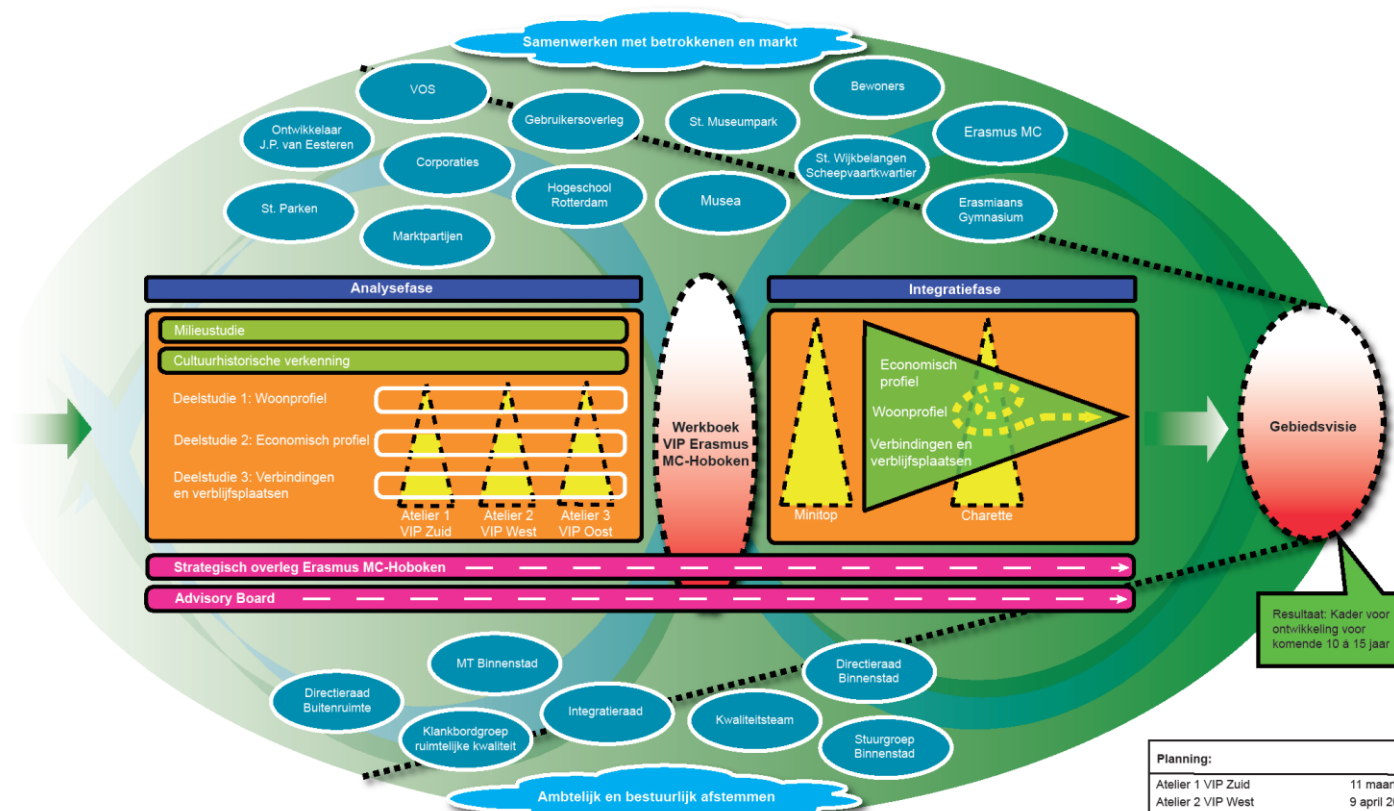 Samenwerken met betrokkenen en markt
VOS
Bewoners
Gebruikersoverleg
St. Museumpark
Ontwikkelaar
J.P. van Eesteren
Erasmus MC
Corporaties
St. Wijkbelangen
Scheepvaartkwartier
Hogeschool
Rotterdam
Musea
St. Parken
Erasmiaans
Gymnasium
Marktpartijen
Analysefase
Integratiefase
Milieustudie
Cultuurhistorische verkenning
Deelstudie 1: Woonprofiel
Deelstudie 2: Economisch profiel
Deelstudie 3: Verbindingen
en verblijfsplaatsen
Atelier 1
VIP Zuid
Atelier 2
VIP West
Atelier 3
VIP Oost
Werkboek
VIP Erasmus
MC-Hoboken
Economisch
profiel
Woonprofiel
Verbindingen en
verblijfsplaatsen
Minitop
Charette
Gebiedsvisie
Strategisch overleg Erasmus MC-Hoboken
Advisory Board
Resultaat: Kader voor
ontwikkeling voor
komende 10 á 15 jaar
MT Binnenstad
Directieraad
Binnenstad
Directieraad
Buitenruimte
Integratieraad
Kwaliteitsteam
Klankbordgroep
ruimtelijke kwaliteit
Stuurgroep
Binnenstad
Ambtelijk en bestuurlijk afstemmen
Planning:
Atelier 1 VIP Zuid 11 maar
Atelier 2 VIP West 9 april 2